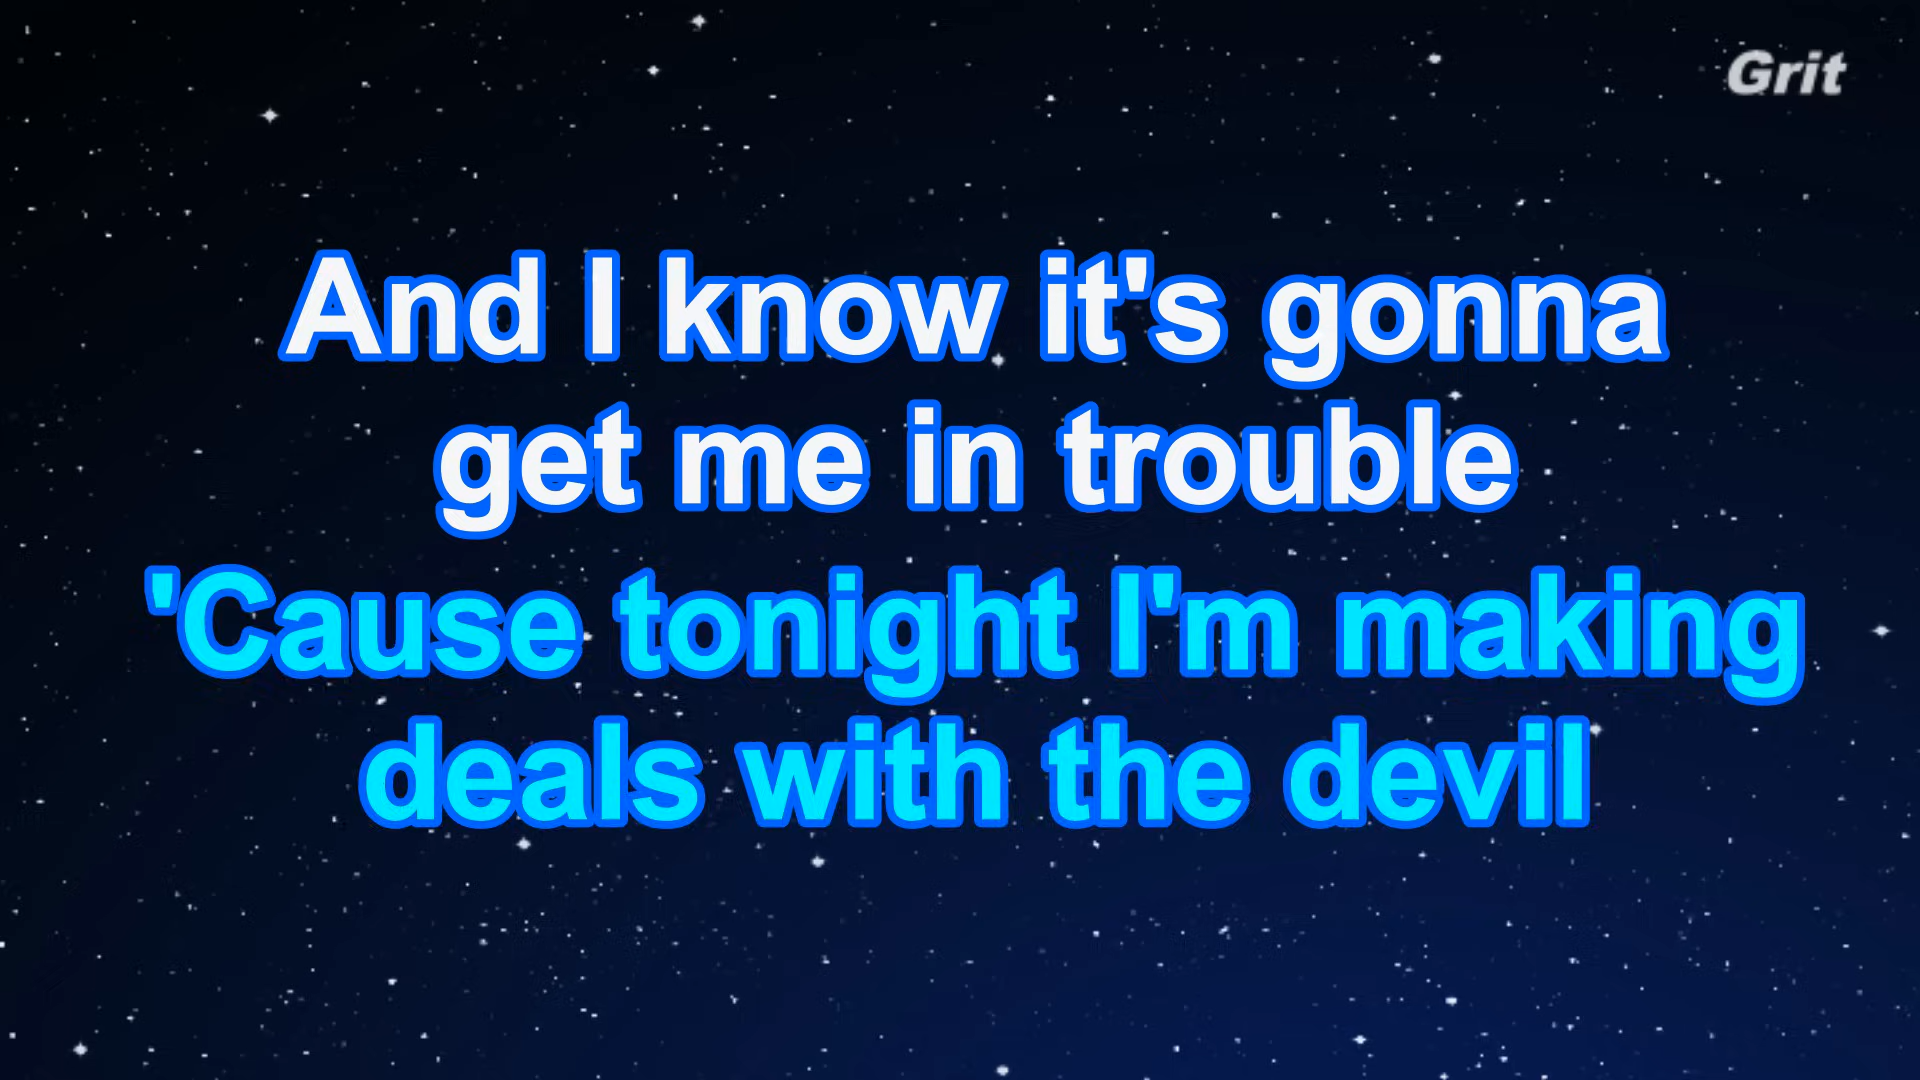 Grit
And I know it's gonna
get me in trouble
'Cause tonight I'm making
deals with the devil